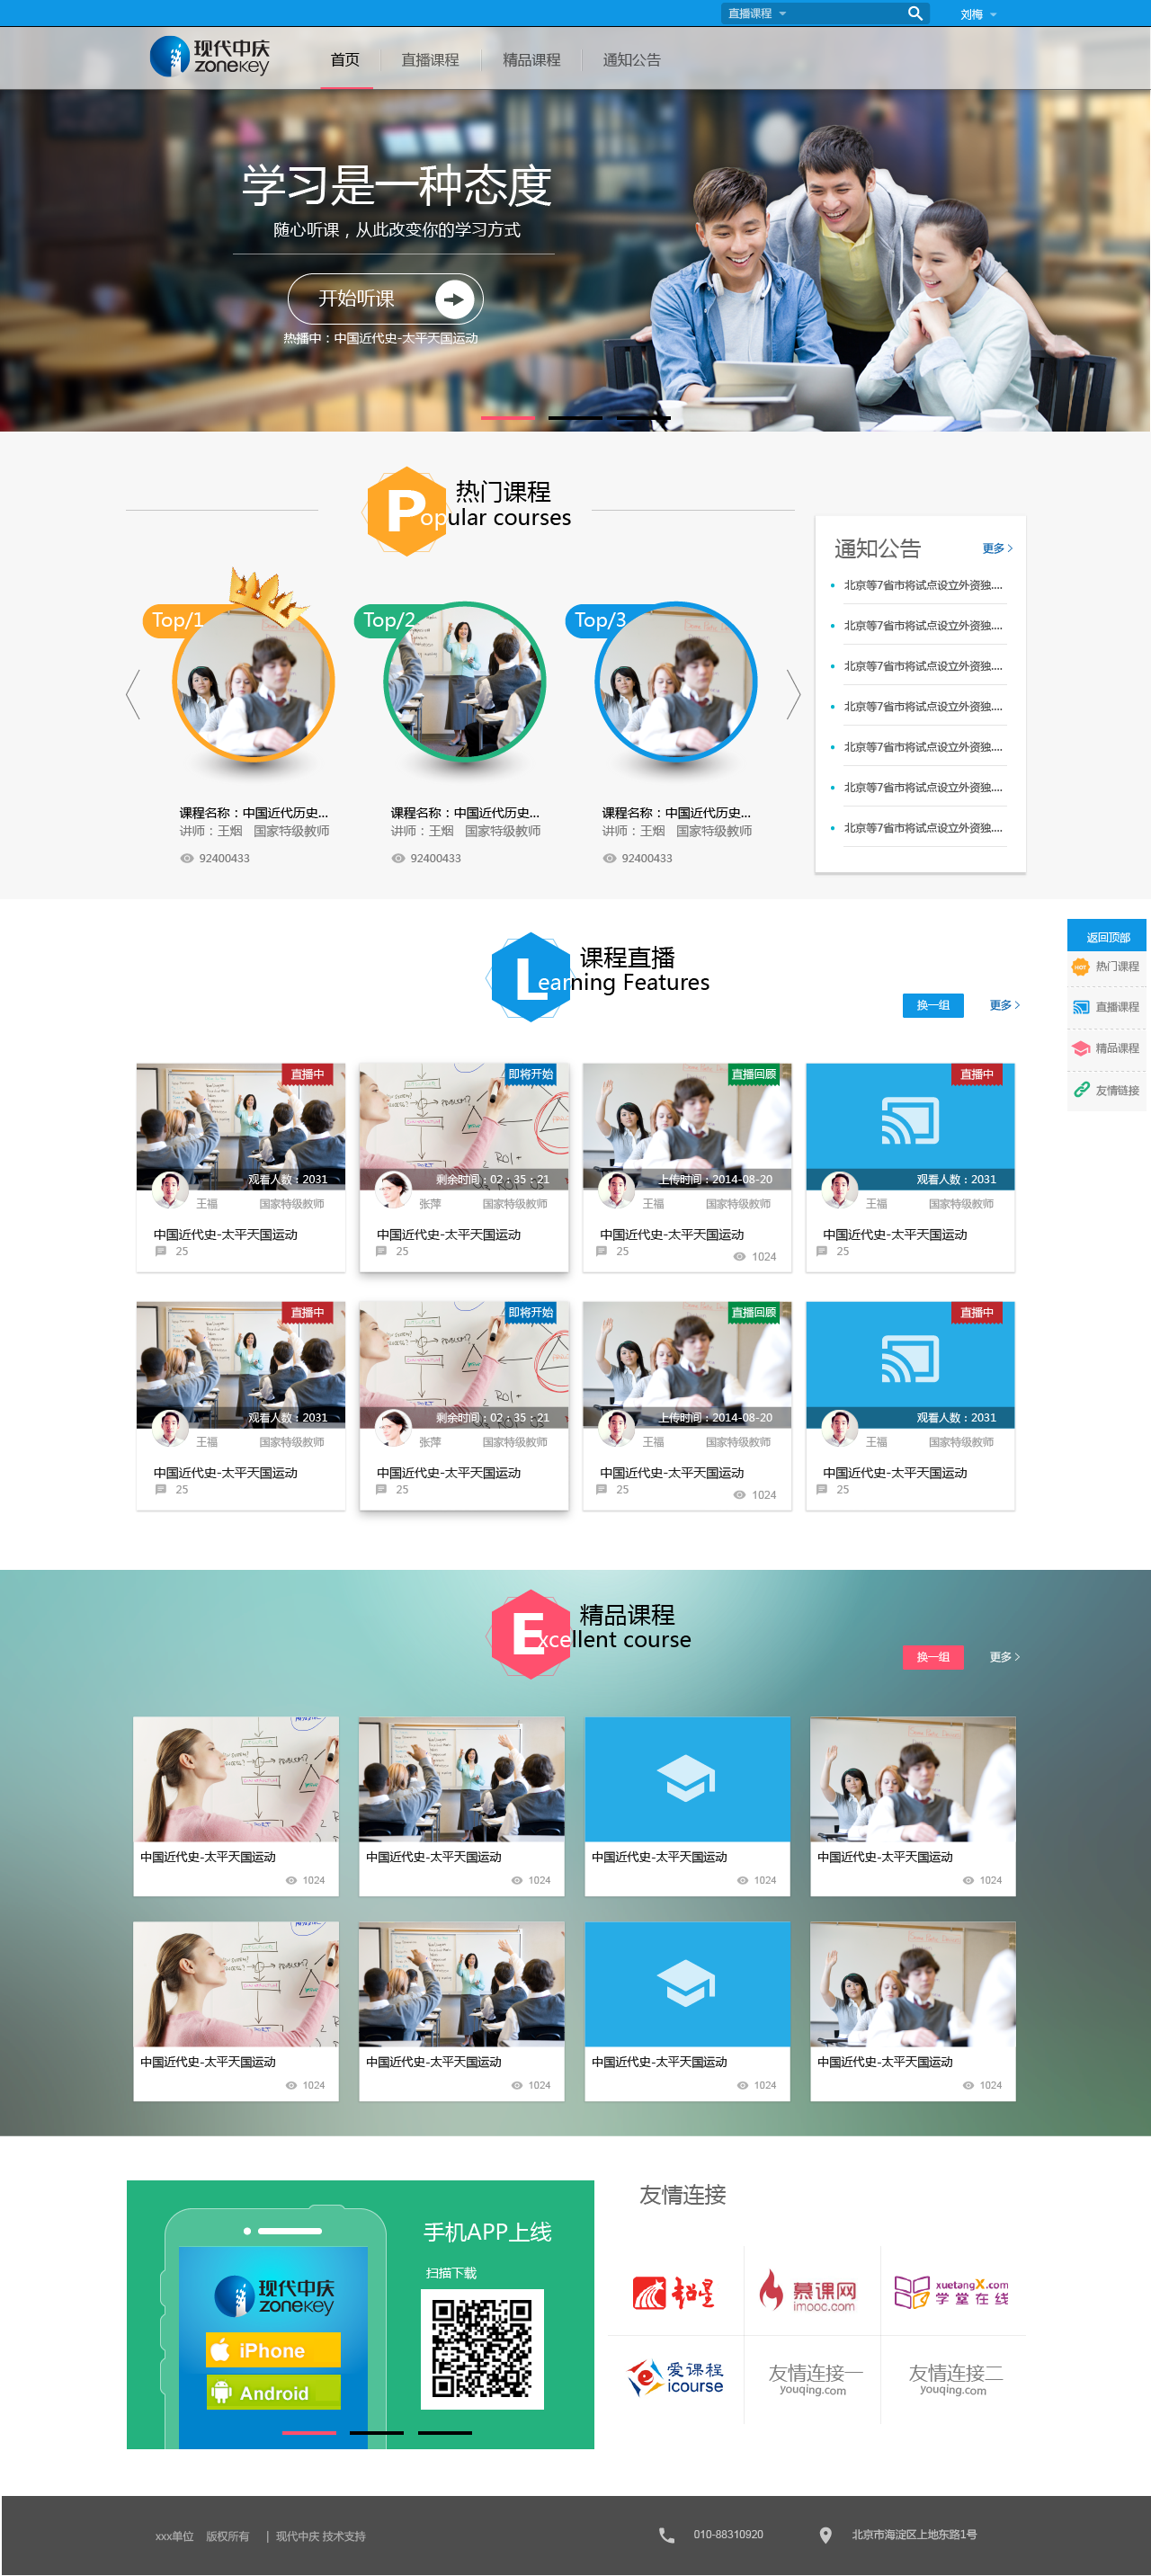 直播课程
刘梅
现代中庆
zonekey
首页
直播课程
精品课程
通知公告
学习是一种态度
随心听课，从此改变你的学习方式
开始听课
热播中：中国近代史-太平天国运动
热门课程
Popular courses
Top/1
Top/2
Top/3
课程名称：中国近代历史...
讲师：王烟 国家特级教师
92400433
课程名称：中国近代历史...
讲师：王烟 国家特级教师
92400433
课程名称：中国近代历史...
讲师：王烟 国家特级教师
92400433
通知公告
更多
北京等7省市将试点设立外资独....
北京等7省市将试点设立外资独....
北京等7省市将试点设立外资独....
北京等7省市将试点设立外资独....
北京等7省市将试点设立外资独....
北京等7省市将试点设立外资独....
北京等7省市将试点设立外资独....
返回顶部
HOT 热门课程
直播课程
精品课程
友情链接
课程直播
Learning Features
换一组
更多
直播中
观看人数：2031
王福 国家特级教师
中国近代史-太平天国运动
25
即将开始
剩余时间：02：35：21
张萍 国家特级教师
中国近代史-太平天国运动
25
直播回顾
上传时间：2014-08-20
王福 国家特级教师
中国近代史-太平天国运动
25
1024
直播中
观看人数：2031
王福 国家特级教师
中国近代史-太平天国运动
25
直播中
观看人数：2031
王福 国家特级教师
中国近代史-太平天国运动
25
即将开始
剩余时间：02：35：21
张萍 国家特级教师
中国近代史-太平天国运动
25
直播回顾
上传时间：2014-08-20
王福 国家特级教师
中国近代史-太平天国运动
25
1024
直播中
观看人数：2031
王福 国家特级教师
中国近代史-太平天国运动
25
精品课程
Excellent course
换一组
更多
中国近代史-太平天国运动
1024
中国近代史-太平天国运动
1024
中国近代史-太平天国运动
1024
中国近代史-太平天国运动
1024
中国近代史-太平天国运动
1024
中国近代史-太平天国运动
1024
中国近代史-太平天国运动
1024
中国近代史-太平天国运动
1024
现代中庆
zonekey
iPhone
Android
手机APP上线
扫描下载
友情连接
超星
慕课网
imooc.com
xuetangX.com
学堂在线
爱课程
icourse
友情连接一
youqing.com
友情连接二
youqing.com
xxx单位 版权所有 | 现代中庆 技术支持
010-88310920
北京市海淀区上地东路1号